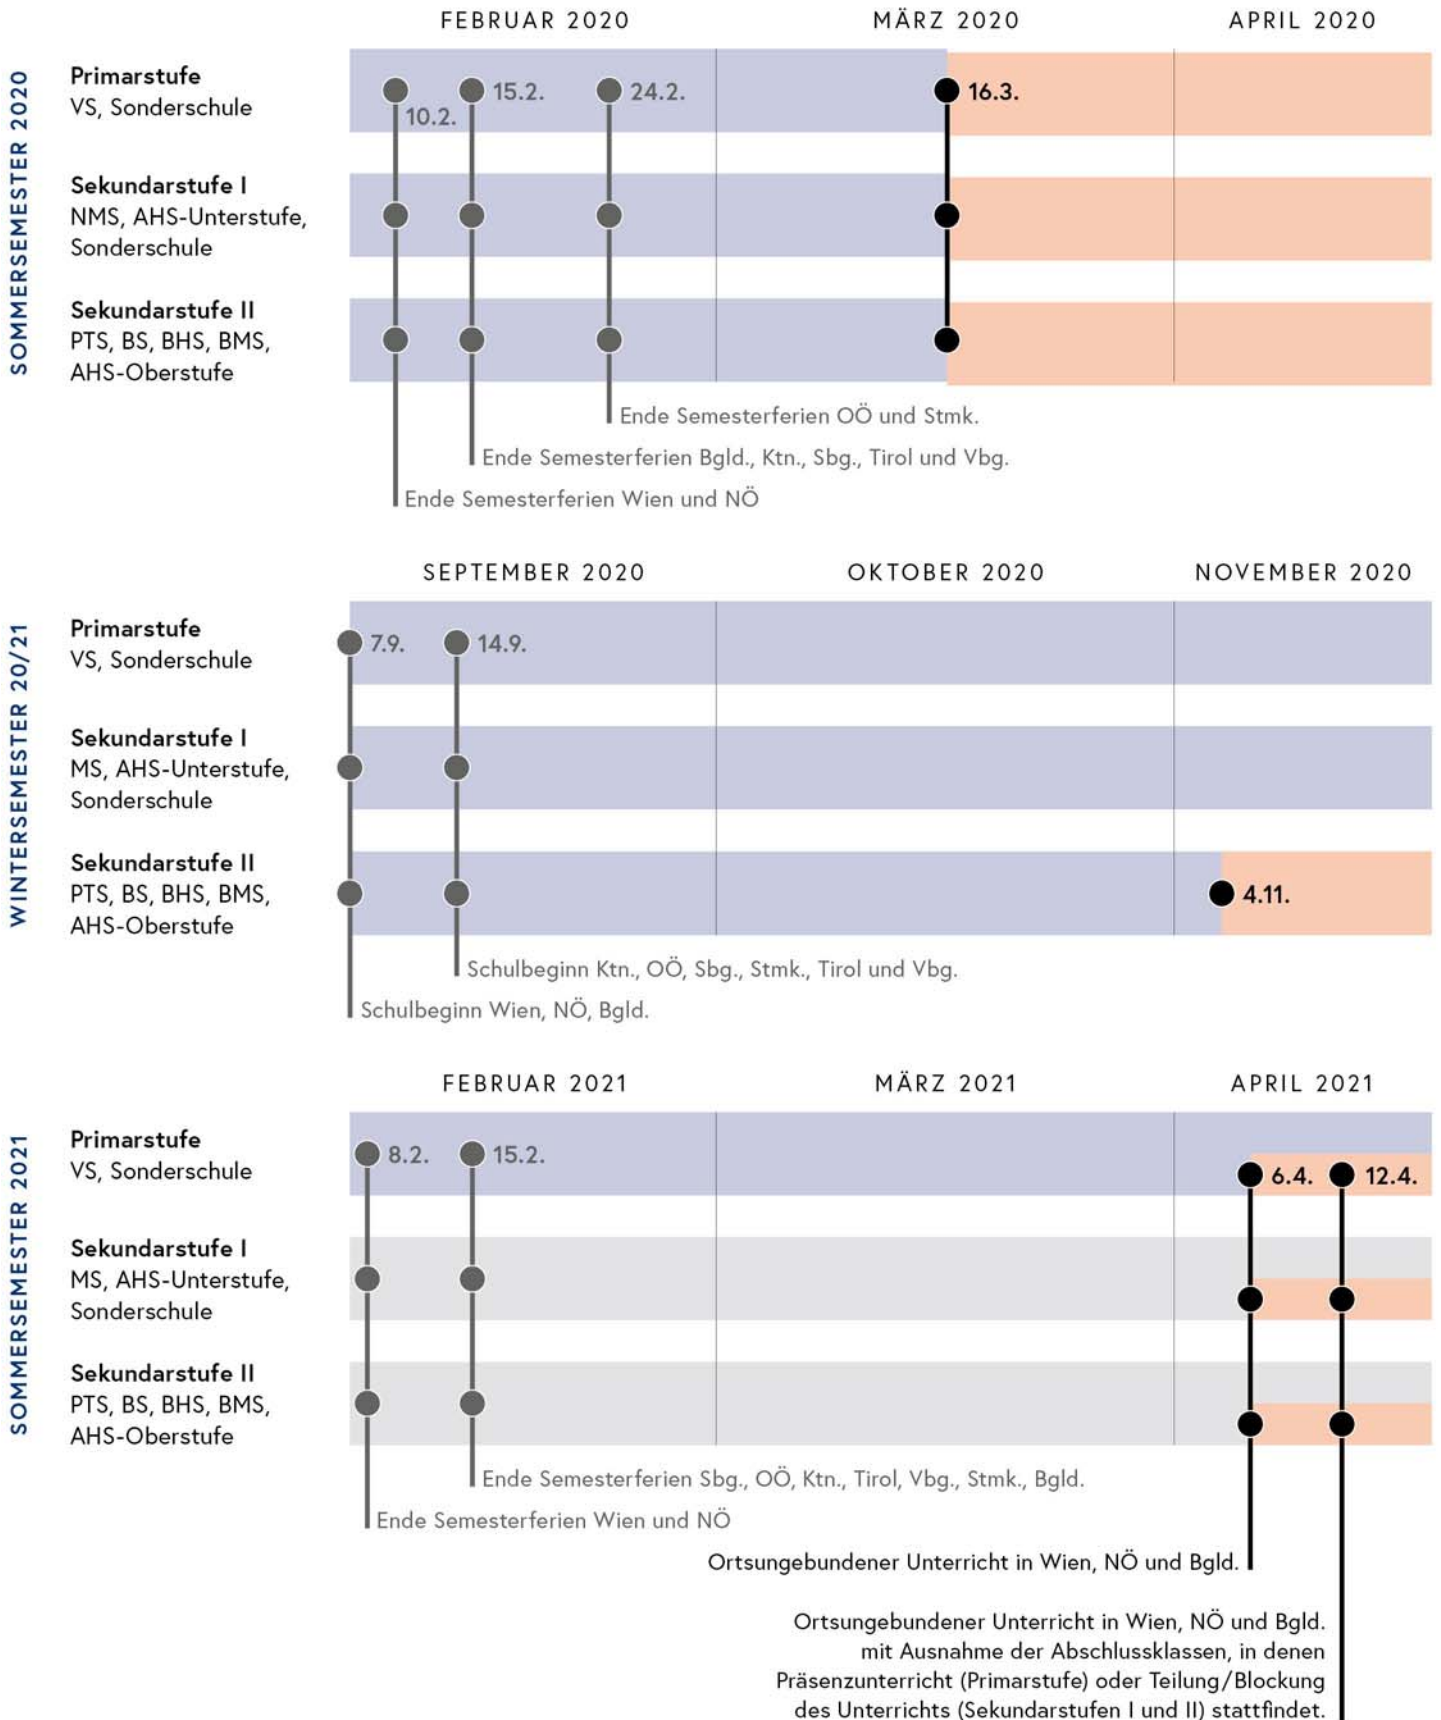 FEBRUAR 2020 MÄRZ 2020 APRIL 2020
SOMMERSEMESTER 2020
Primarstufe
VS, Sonderschule
10.2.
15.2.
24.2.
16.3.
Sekundarstufe I
NMS, AHS-Unterstufe,
Sonderschule
Sekundarstufe II
PTS, BS, BHS, BMS,
AHS-Oberstufe
Ende Semesterferien OÖ und Stmk.
Ende Semesterferien Bgld., Ktn., Sbg., Tirol und Vbg.
Ende Semesterferien Wien und NÖ
SEPTEMBER 2020 OKTOBER 2020 NOVEMBER 2020
WINTERSEMESTER 20/21
Primarstufe
VS, Sonderschule
7.9.
14.9.
Sekundarstufe I
MS, AHS-Unterstufe,
Sonderschule
Sekundarstufe II
PTS, BS, BHS, BMS,
AHS-Oberstufe
4.11.
Schulbeginn Ktn., OÖ, Sbg., Stmk., Tirol und Vbg.
Schulbeginn Wien, NÖ, Bgld.
FEBRUAR 2021 MÄRZ 2021 APRIL 2021
SOMMERSEMESTER 2021
Primarstufe
VS, Sonderschule
8.2.
15.2.
6.4.
12.4.
Sekundarstufe I
MS, AHS-Unterstufe,
Sonderschule
Sekundarstufe II
PTS, BS, BHS, BMS,
AHS-Oberstufe
Ende Semesterferien Sbg., OÖ, Ktn., Tirol, Vbg., Stmk., Bgld.
Ende Semesterferien Wien und NÖ
Ortsungebundener Unterricht in Wien, NÖ und Bgld.
Ortsungebundener Unterricht in Wien, NÖ und Bgld.
mit Ausnahme der Abschlussklassen, in denen
Präsenzunterricht (Primarstufe) oder Teilung/Blockung
des Unterrichts (Sekundarstufen I und II) stattfindet.